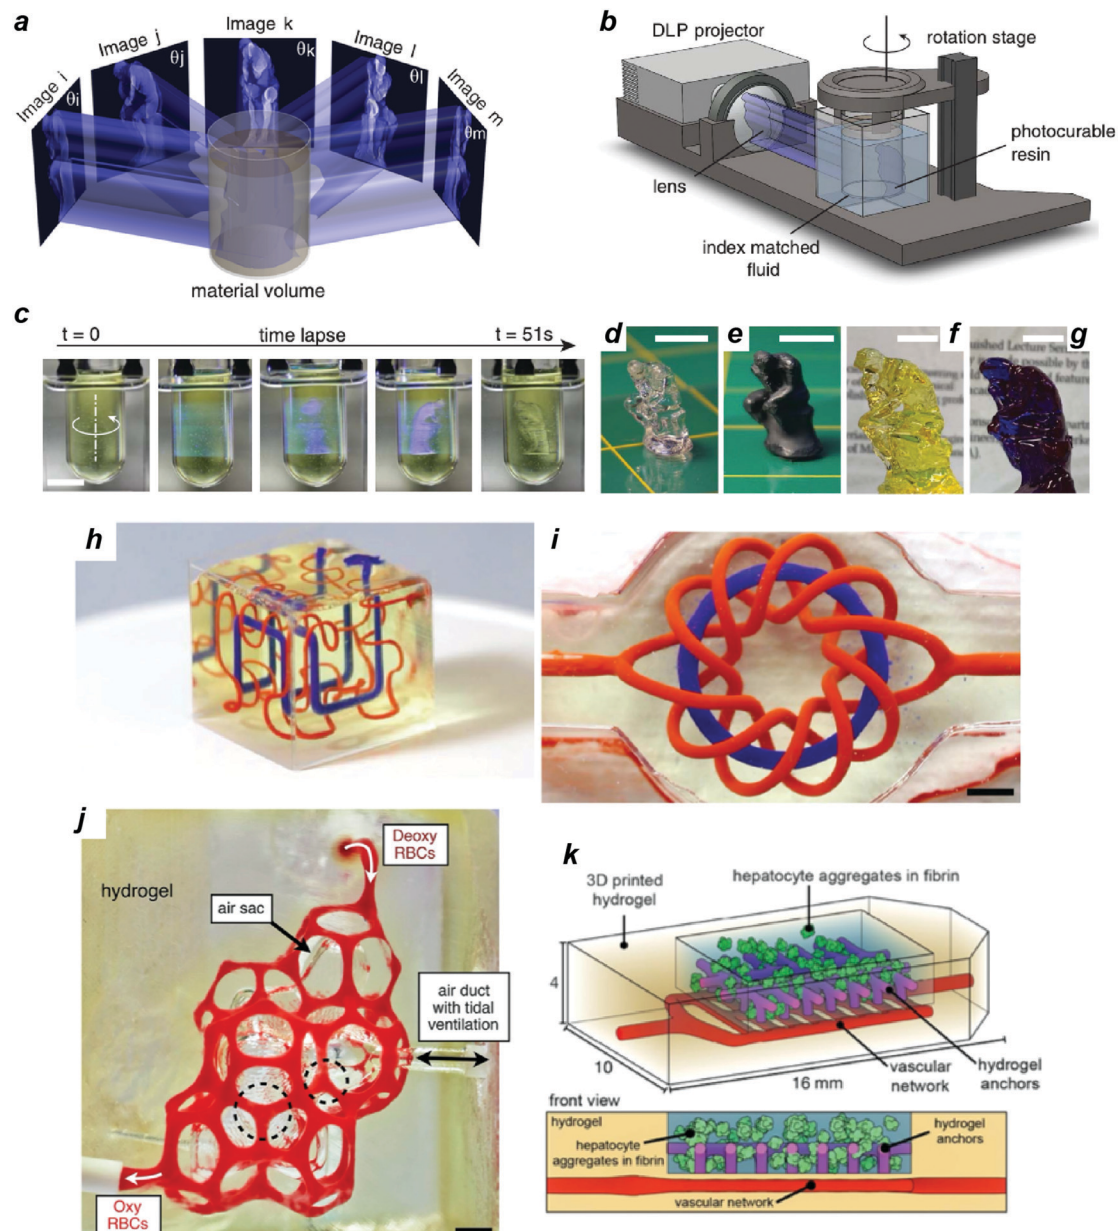 a
Image i
Image j
Image k
Image l
Image m
θi
θj
θk
θl
θm
material volume
b
DLP projector
rotation stage
photocurable
resin
lens
index matched
fluid
c
t = 0
time lapse
t = 51s
d
e
f
g
h
i
j
hydrogel
air sac
Deoxy
RBCs
air duct
with tidal
ventilation
Oxy
RBCs
k
3D printed
hydrogel
hepatocyte aggregates in fibrin
4
10
16 mm
vascular
network
hydrogel
anchors
front view
hydrogel
hepatocyte
aggregates in fibrin
hydrogel
anchors
vascular
network